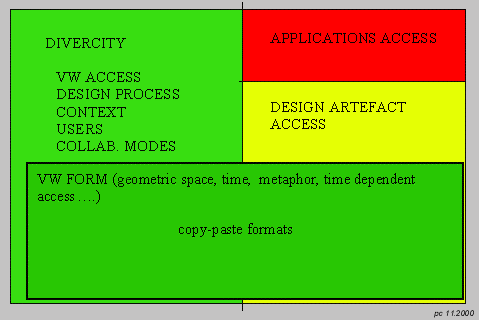 DIVERCITY
VW ACCESS
DESIGN PROCESS
CONTEXT
USERS
COLLAB. MODES
APPLICATIONS ACCESS
DESIGN ARTEFACT
ACCESS
VW FORM (geometric space, time, metaphor, time dependent
access….)
copy-paste formats
pc 11.2000